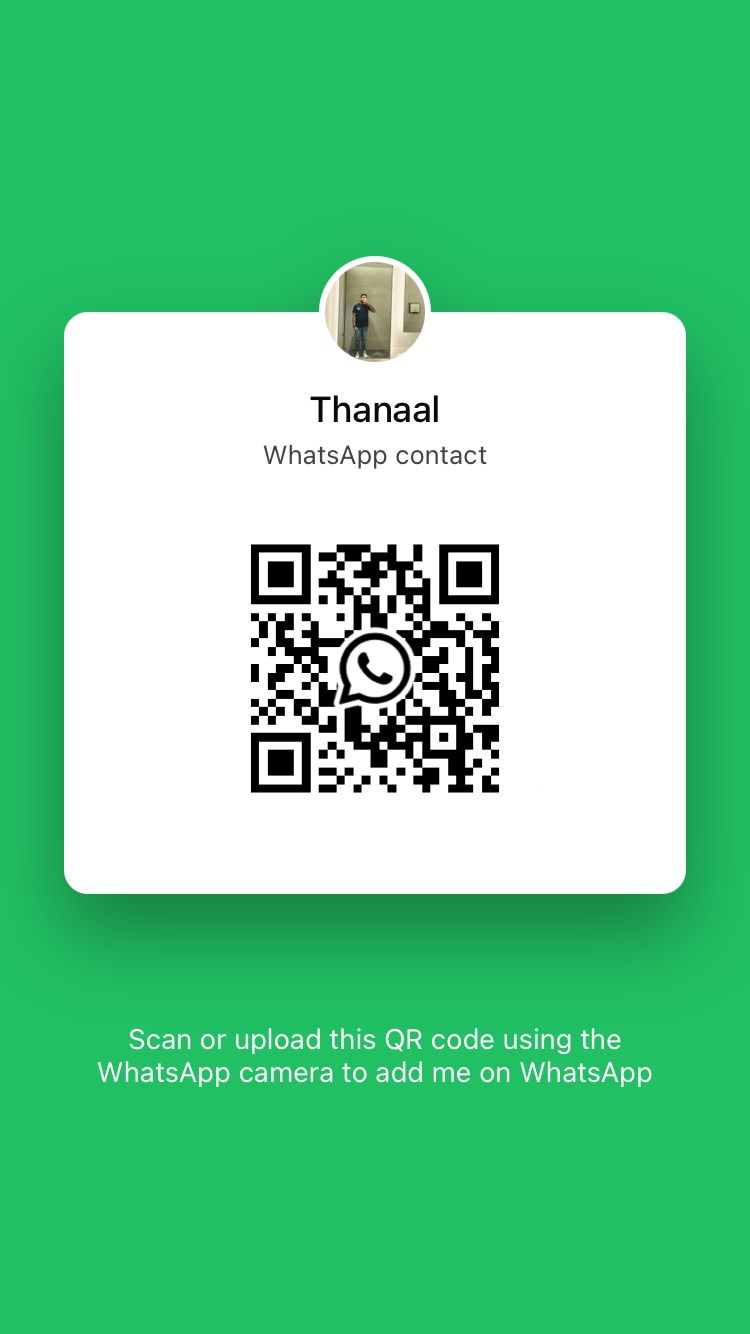 Thanaal
WhatsApp contact
Scan or upload this QR code using the
WhatsApp camera to add me on WhatsApp